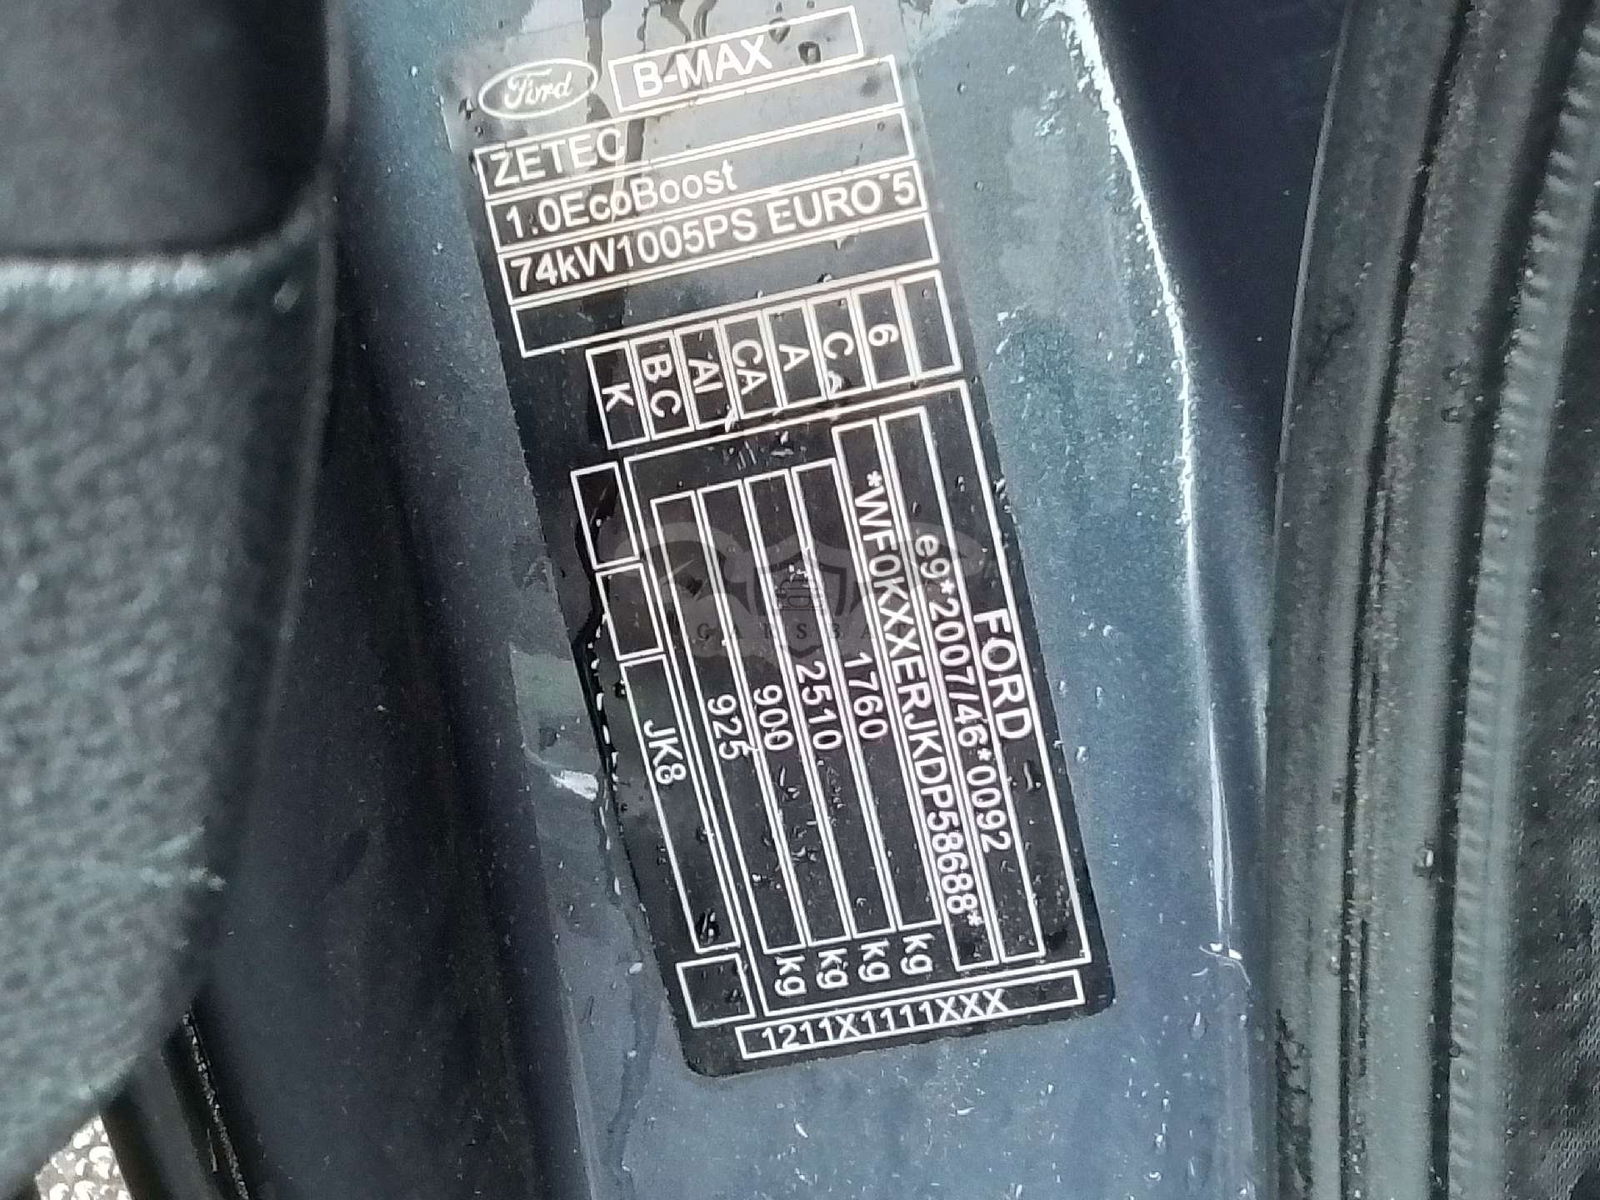 Ford
B-MAX
ZETEC
1.0EcoBoost
74kW1005PS EURO 5
K
BC
AI
CA
A
CA
6
FORD
e9*2007/46*0092
*WF0KXXERJKDP58688*
1760 kg
2510 kg
900 kg
925 kg
JK8
1211X1111XXX